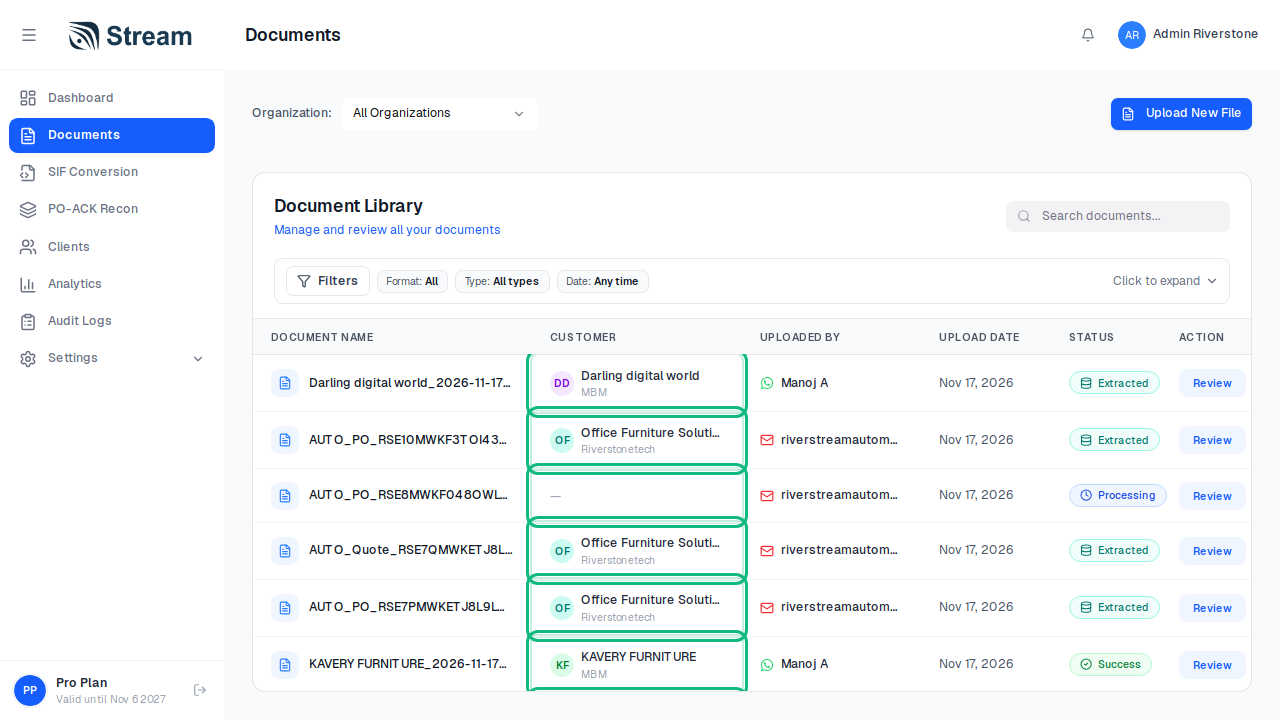 Stream
Documents
AR
Admin Riverstone
Dashboard
Documents
SIF Conversion
PO-ACK Recon
Clients
Analytics
Audit Logs
Settings
PP
Pro Plan
Valid until Nov 6 2027
Organization:
All Organizations
Upload New File
Document Library
Manage and review all your documents
Search documents...
Filters
Format: All
Type: All types
Date: Any time
Click to expand
DOCUMENT NAME CUSTOMER UPLOADED BY UPLOAD DATE STATUS ACTION
Darling digital world_2026-11-17... DD Darling digital world Manoj A Nov 17, 2026 Extracted Review
MBM
AUTO_PO_RSE10MWKF3TOI43... OF Office Furniture Soluti... riverstreamautom... Nov 17, 2026 Extracted Review
Riverstonetech
AUTO_PO_RSE8MWKF048OWL... — riverstreamautom... Nov 17, 2026 Processing Review
AUTO_Quote_RSE7QMWKETJ8L... OF Office Furniture Soluti... riverstreamautom... Nov 17, 2026 Extracted Review
Riverstonetech
AUTO_PO_RSE7PMWKETJ8L9L... OF Office Furniture Soluti... riverstreamautom... Nov 17, 2026 Extracted Review
Riverstonetech
KAVERY FURNITURE_2026-11-17... KF KAVERY FURNITURE Manoj A Nov 17, 2026 Success Review
MBM